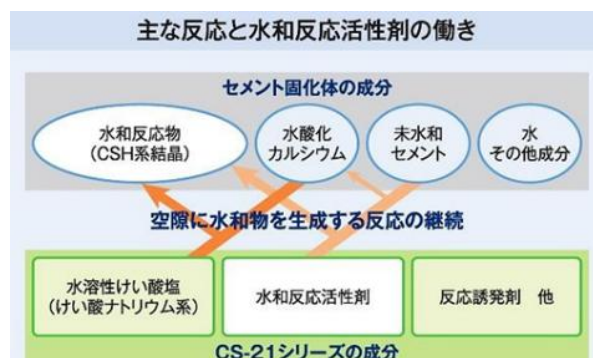 主な反応と水和反応活性剤の働き
セメント固化体の成分
水和反応物
(CSH系結晶)
水酸化
カルシウム
未水和
セメント
水
その他成分
空隙に水和物を生成する反応の継続
水溶性けい酸塩
(けい酸ナトリウム系)
水和反応活性剤
反応誘発剤 他
CS-21シリーズの成分